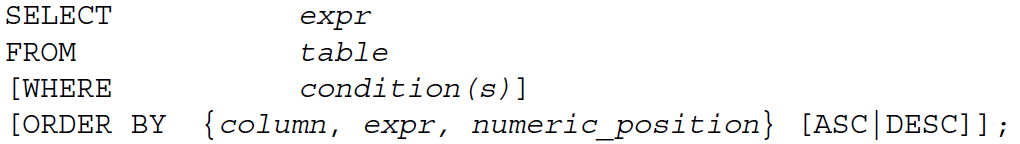 SELECT expr
FROM table
[WHERE condition(s)]
[ORDER BY {column, expr, numeric_position} [ASC|DESC]];